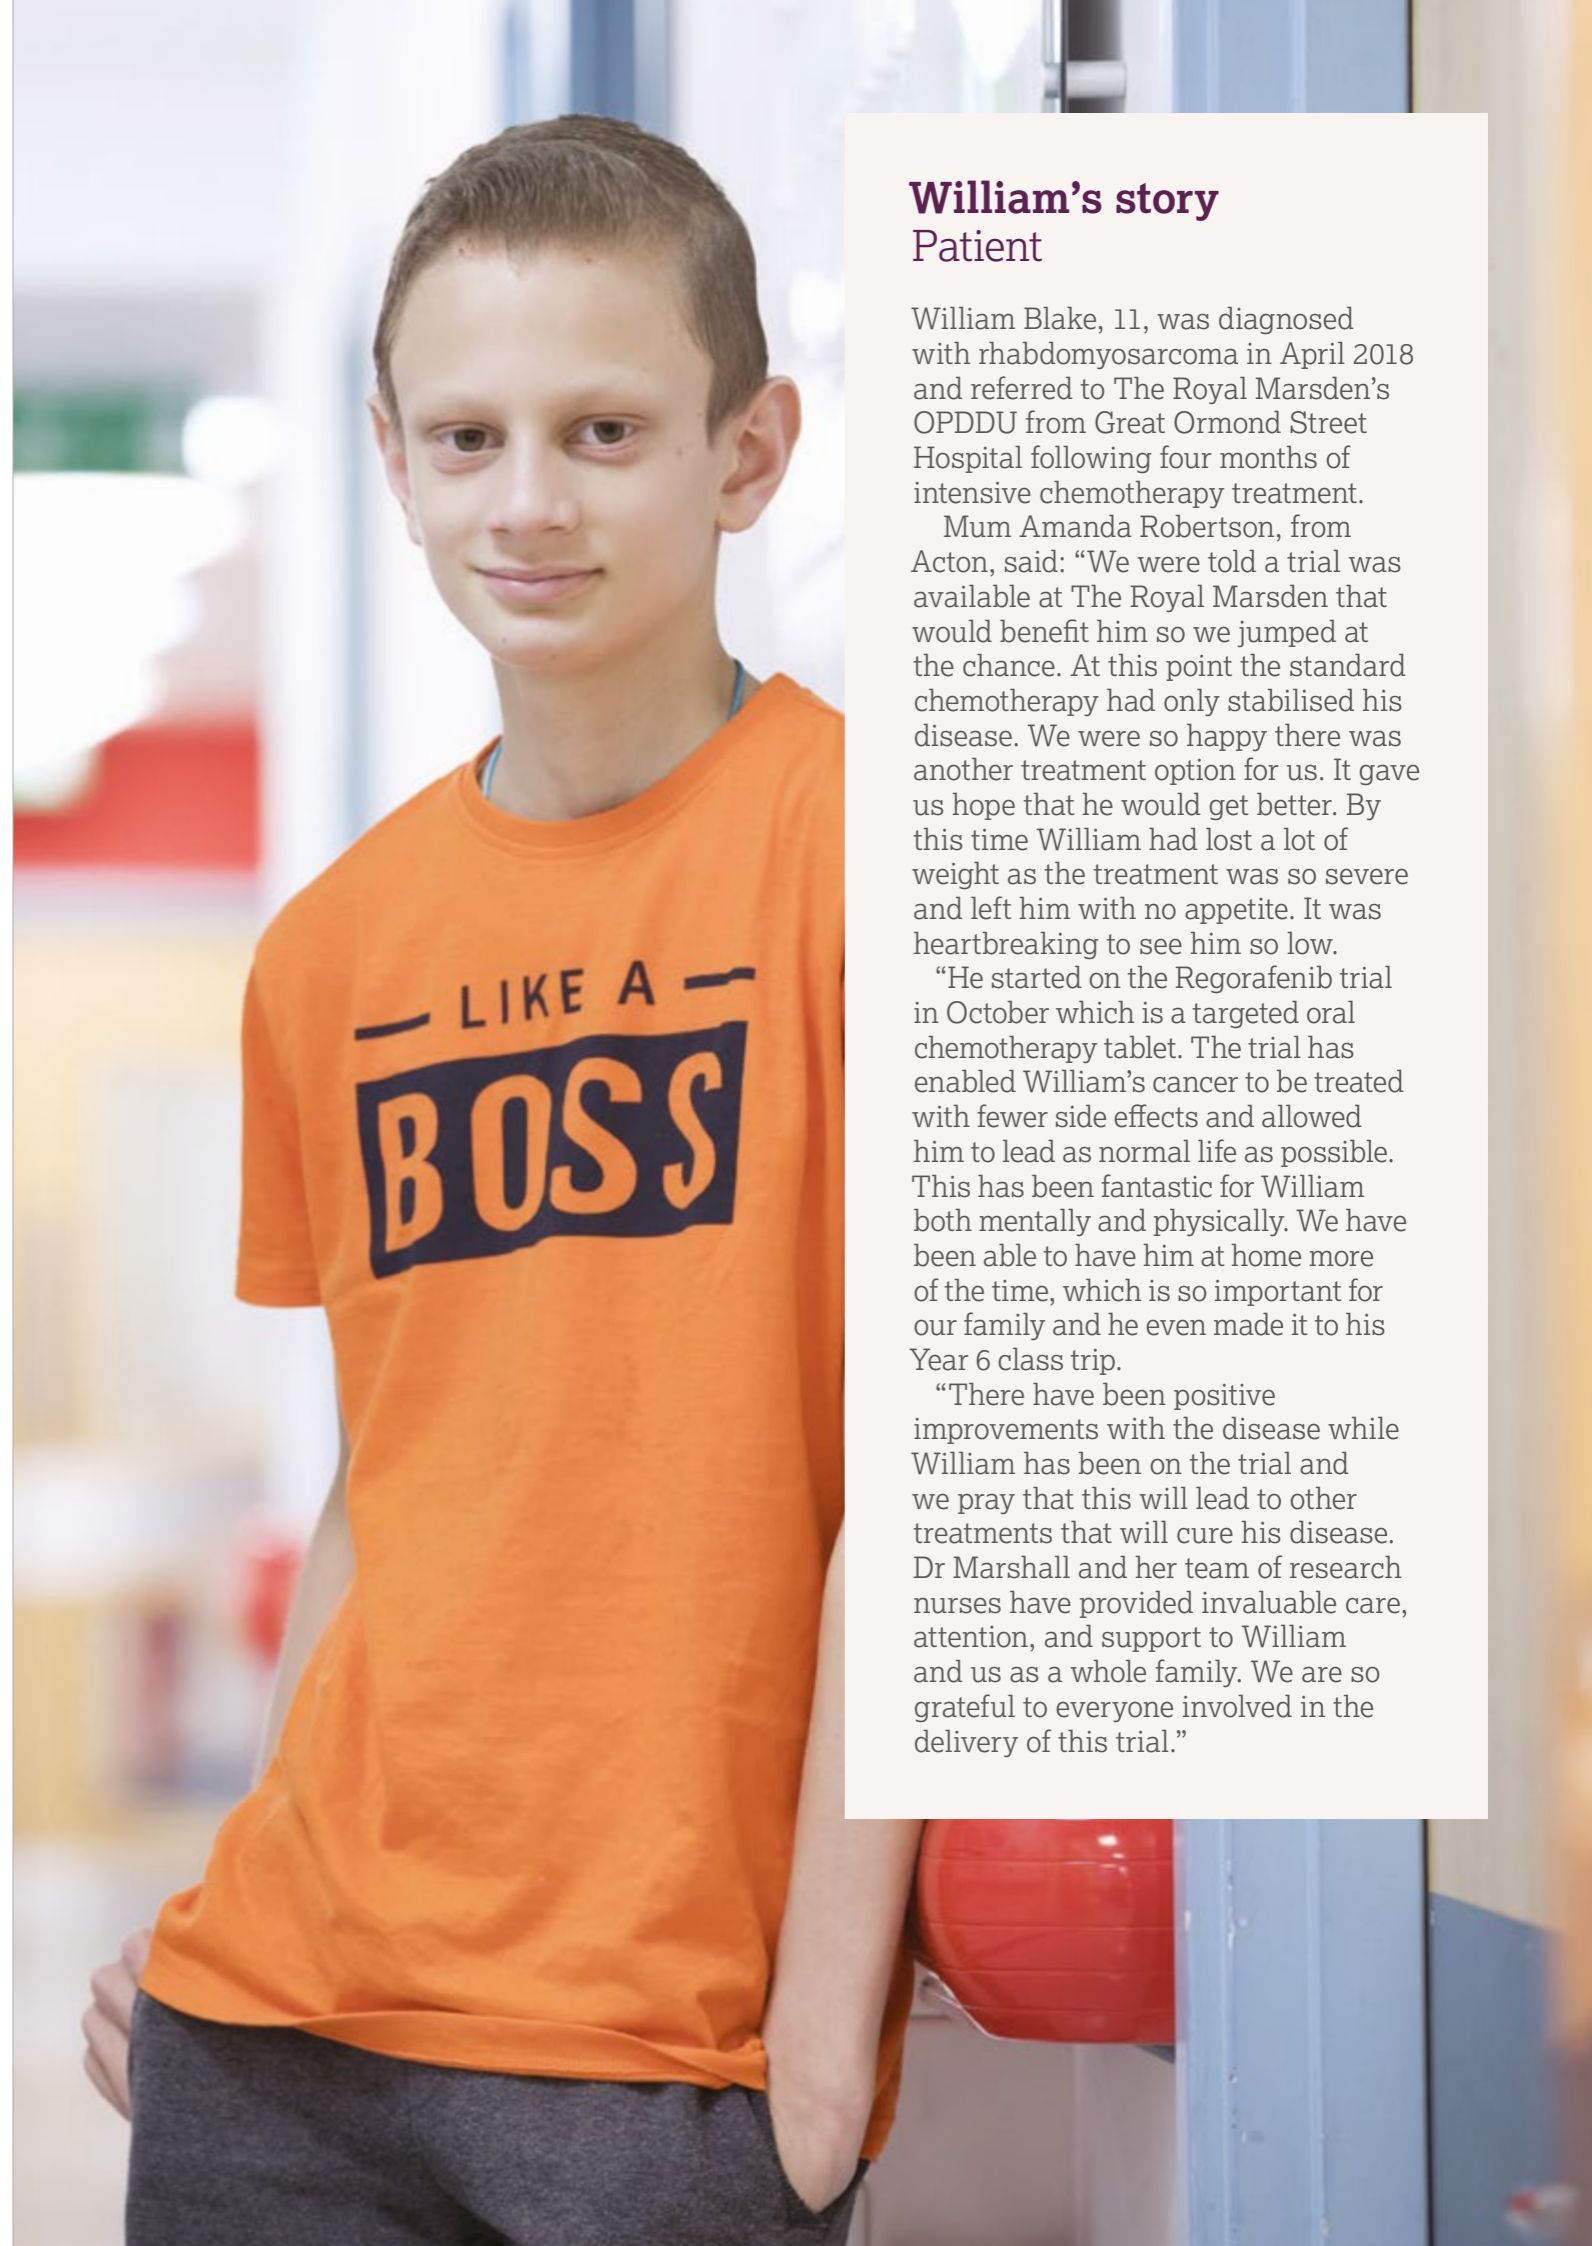 William’s story
Patient
William Blake, 11, was diagnosed
with rhabdomyosarcoma in April 2018
and referred to The Royal Marsden’s
OPDDU from Great Ormond Street
Hospital following four months of
intensive chemotherapy treatment.
Mum Amanda Robertson, from
Acton, said: “We were told a trial was
available at The Royal Marsden that
would benefit him so we jumped at
the chance. At this point the standard
chemotherapy had only stabilised his
disease. We were so happy there was
another treatment option for us. It gave
us hope that he would get better. By
this time William had lost a lot of
weight as the treatment was so severe
and left him with no appetite. It was
heartbreaking to see him so low.
“He started on the Regorafenib trial
in October which is a targeted oral
chemotherapy tablet. The trial has
enabled William’s cancer to be treated
with fewer side effects and allowed
him to lead as normal life as possible.
This has been fantastic for William
both mentally and physically. We have
been able to have him at home more
of the time, which is so important for
our family and he even made it to his
Year 6 class trip.
“There have been positive
improvements with the disease while
William has been on the trial and
we pray that this will lead to other
treatments that will cure his disease.
Dr Marshall and her team of research
nurses have provided invaluable care,
attention, and support to William
and us as a whole family. We are so
grateful to everyone involved in the
delivery of this trial.”
LIKE A
BOSS